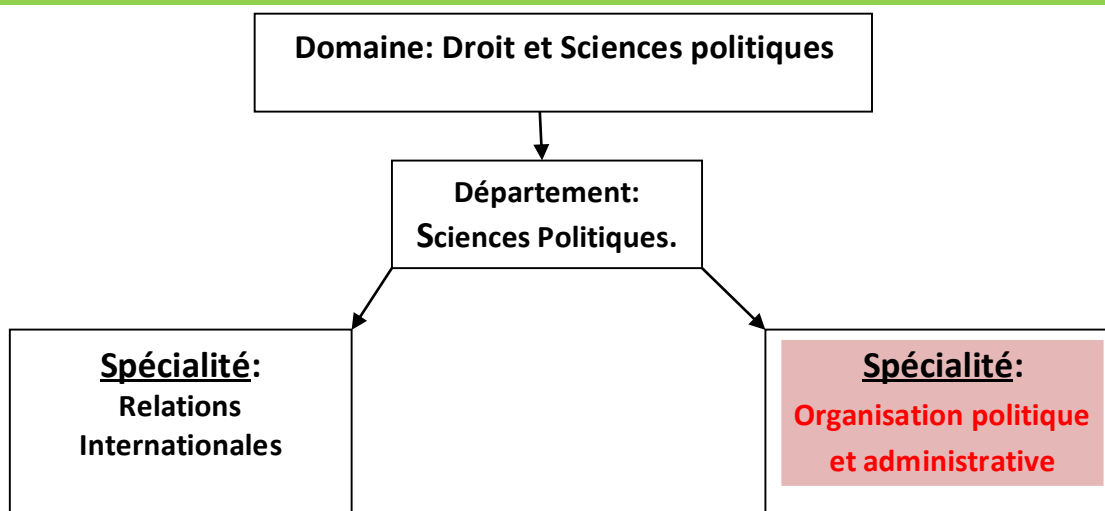 Domaine: Droit et Sciences politiques
Département:
Sciences Politiques.
Spécialité:
Relations
Internationales
Spécialité:
Organisation politique
et administrative